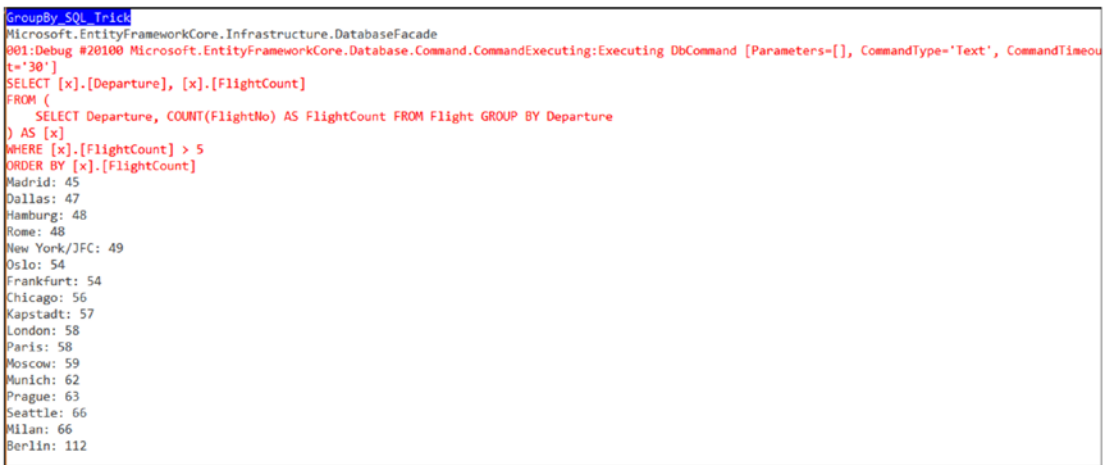 GroupBy_SQL_Trick
Microsoft.EntityFrameworkCore.Infrastructure.DatabaseFacade
001:Debug #20100 Microsoft.EntityFrameworkCore.Database.Command.CommandExecuting:Executing DbCommand [Parameters=[], CommandType='Text', CommandTimeou
t='30']
SELECT [x].[Departure], [x].[FlightCount]
FROM (
    SELECT Departure, COUNT(FlightNo) AS FlightCount FROM Flight GROUP BY Departure
) AS [x]
WHERE [x].[FlightCount] > 5
ORDER BY [x].[FlightCount]
Madrid: 45
Dallas: 47
Hamburg: 48
Rome: 48
New York/JFC: 49
Oslo: 54
Frankfurt: 54
Chicago: 56
Kapstadt: 57
London: 58
Paris: 58
Moscow: 59
Munich: 62
Prague: 63
Seattle: 66
Milan: 66
Berlin: 112